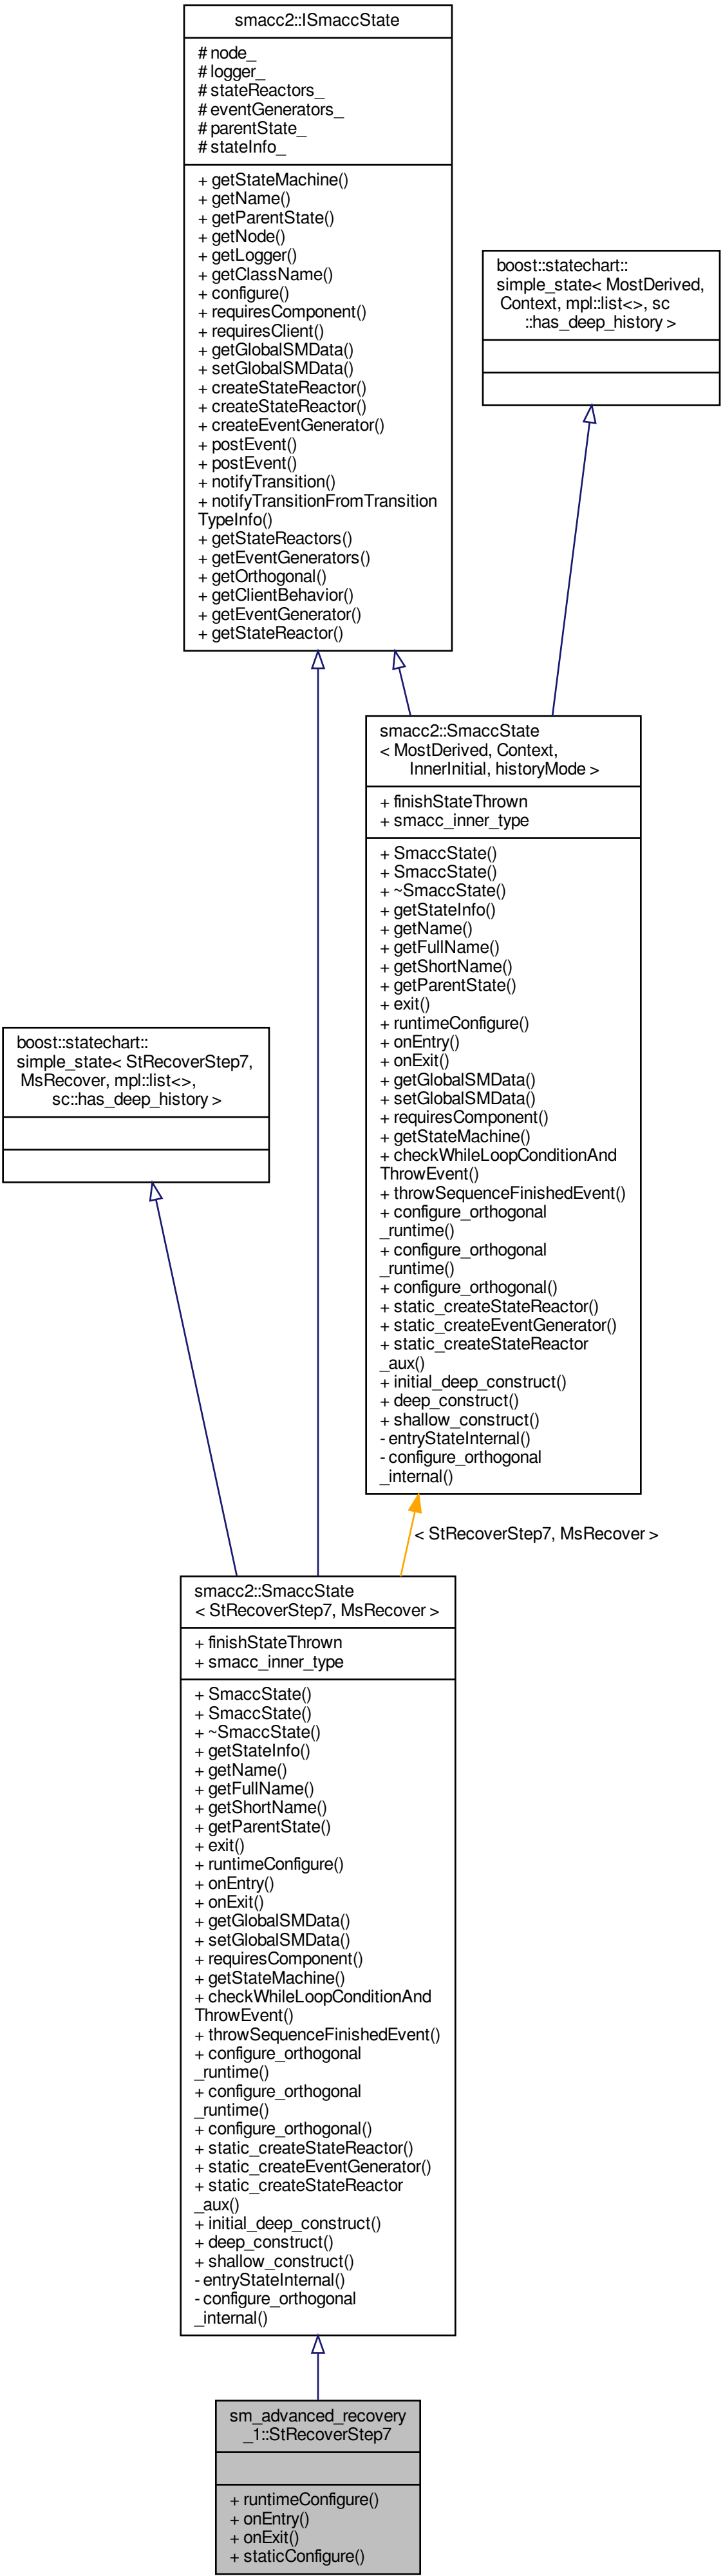 smacc2::ISmaccState
# node_
# logger_
# stateReactors_
# eventGenerators_
# parentState_
# stateInfo_
+ getStateMachine()
+ getName()
+ getParentState()
+ getNode()
+ getLogger()
+ getClassName()
+ configure()
+ requiresComponent()
+ requiresClient()
+ getGlobalSMData()
+ setGlobalSMData()
+ createStateReactor()
+ createStateReactor()
+ createEventGenerator()
+ postEvent()
+ postEvent()
+ notifyTransition()
+ notifyTransitionFromTransition
TypeInfo()
+ getStateReactors()
+ getEventGenerators()
+ getOrthogonal()
+ getClientBehavior()
+ getEventGenerator()
+ getStateReactor()
boost::statechart::
simple_state< MostDerived,
Context, mpl::list<>, sc
::has_deep_history >
smacc2::SmaccState
< MostDerived, Context,
InnerInitial, historyMode >
+ finishStateThrown
+ smacc_inner_type
+ SmaccState()
+ SmaccState()
+ ~SmaccState()
+ getStateInfo()
+ getName()
+ getFullName()
+ getShortName()
+ getParentState()
+ exit()
+ runtimeConfigure()
+ onEntry()
+ onExit()
+ getGlobalSMData()
+ setGlobalSMData()
+ requiresComponent()
+ getStateMachine()
+ checkWhileLoopConditionAnd
ThrowEvent()
+ throwSequenceFinishedEvent()
+ configure_orthogonal
_runtime()
+ configure_orthogonal
_runtime()
+ configure_orthogonal()
+ static_createStateReactor()
+ static_createEventGenerator()
+ static_createStateReactor
_aux()
+ initial_deep_construct()
+ deep_construct()
+ shallow_construct()
- entryStateInternal()
- configure_orthogonal
_internal()
boost::statechart::
simple_state< StRecoverStep7,
MsRecover, mpl::list<>,
sc::has_deep_history >
< StRecoverStep7, MsRecover >
smacc2::SmaccState
< StRecoverStep7, MsRecover >
+ finishStateThrown
+ smacc_inner_type
+ SmaccState()
+ SmaccState()
+ ~SmaccState()
+ getStateInfo()
+ getName()
+ getFullName()
+ getShortName()
+ getParentState()
+ exit()
+ runtimeConfigure()
+ onEntry()
+ onExit()
+ getGlobalSMData()
+ setGlobalSMData()
+ requiresComponent()
+ getStateMachine()
+ checkWhileLoopConditionAnd
ThrowEvent()
+ throwSequenceFinishedEvent()
+ configure_orthogonal
_runtime()
+ configure_orthogonal
_runtime()
+ configure_orthogonal()
+ static_createStateReactor()
+ static_createEventGenerator()
+ static_createStateReactor
_aux()
+ initial_deep_construct()
+ deep_construct()
+ shallow_construct()
- entryStateInternal()
- configure_orthogonal
_internal()
sm_advanced_recovery
_1::StRecoverStep7
+ runtimeConfigure()
+ onEntry()
+ onExit()
+ staticConfigure()